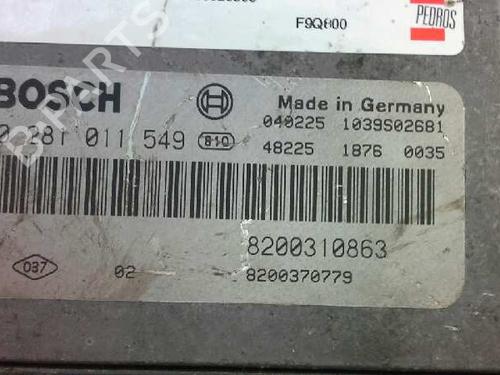 F9Q800
PEDROS
BOSCH
Made in Germany
0 281 011 549 810
040225 1039S02681
48225 1876 0035
8200310863
037 02 8200370779
B-PARTS